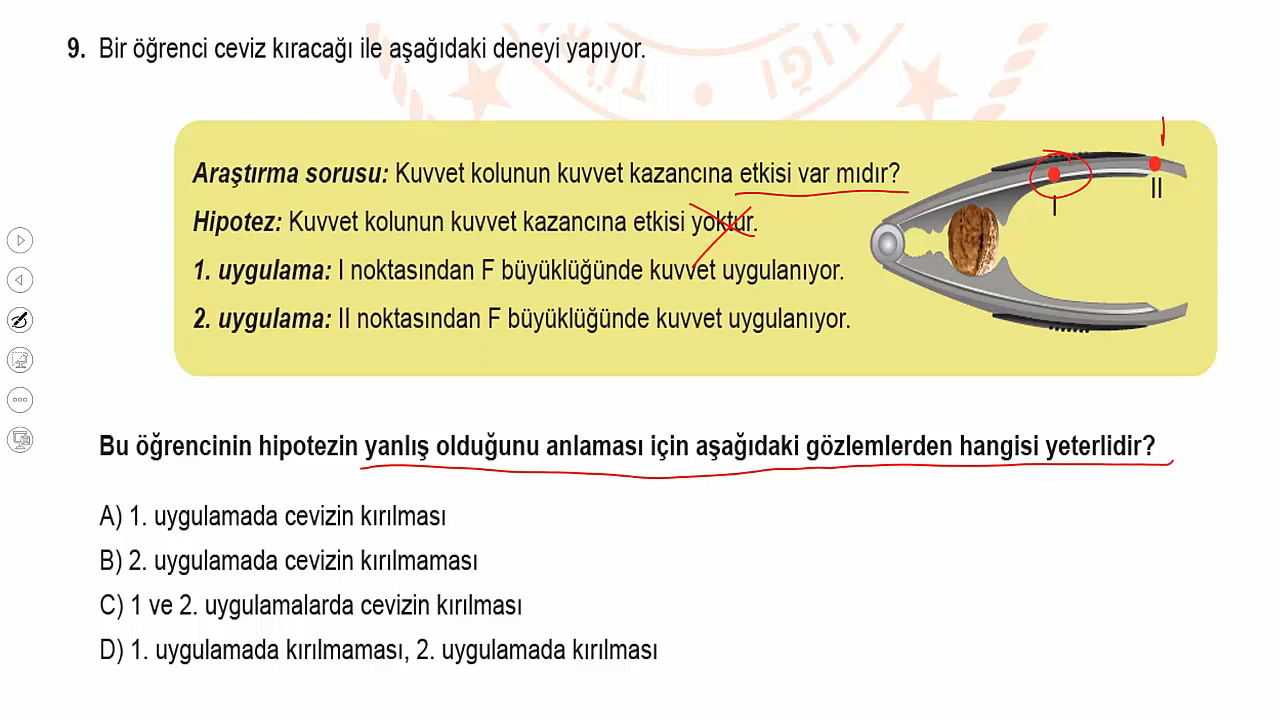 9. Bir öğrenci ceviz kıracağı ile aşağıdaki deneyi yapıyor.
Araştırma sorusu: Kuvvet kolunun kuvvet kazancına etkisi var mıdır?
Hipotez: Kuvvet kolunun kuvvet kazancına etkisi yoktur.
1. uygulama: I noktasından F büyüklüğünde kuvvet uygulanıyor.
2. uygulama: II noktasından F büyüklüğünde kuvvet uygulanıyor.
I
II
Bu öğrencinin hipotezin yanlış olduğunu anlaması için aşağıdaki gözlemlerden hangisi yeterlidir?
A) 1. uygulamada cevizin kırılması
B) 2. uygulamada cevizin kırılmaması
C) 1 ve 2. uygulamalarda cevizin kırılması
D) 1. uygulamada kırılmaması, 2. uygulamada kırılması